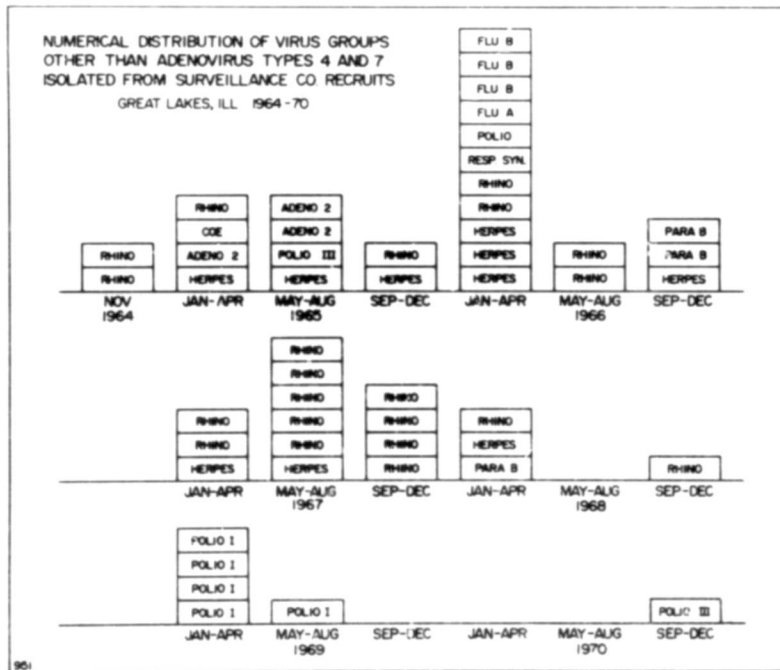 NUMERICAL DISTRIBUTION OF VIRUS GROUPS
OTHER THAN ADENOVIRUS TYPES 4 AND 7
ISOLATED FROM SURVEILLANCE CO. RECRUITS
GREAT LAKES, ILL 1964-70
FLU B
FLU B
FLU B
FLU A
POLIO
RESP SYN.
RHINO
RHINO ADENO 2 RHINO
COE ADENO 2 HERPES PARA B
RHINO ADENO 2 POLIO III RHINO HERPES RHINO PARA B
RHINO HERPES HERPES HERPES HERPES RHINO HERPES
NOV JAN-APR MAY-AUG SEP-DEC JAN-APR MAY-AUG SEP-DEC
1964 1965 1966
RHINO
RHINO
RHINO RHINO
RHINO RHINO RHINO RHINO
RHINO RHINO RHINO HERPES
HERPES HERPES RHINO PARA B RHINO
JAN-APR MAY-AUG SEP-DEC JAN-APR MAY-AUG SEP-DEC
1967 1968
POLIO I
POLIO I
POLIO I
POLIO I POLIO I POLIO III
JAN-APR MAY-AUG SEP-DEC JAN-APR MAY-AUG SEP-DEC
1969 1970
951